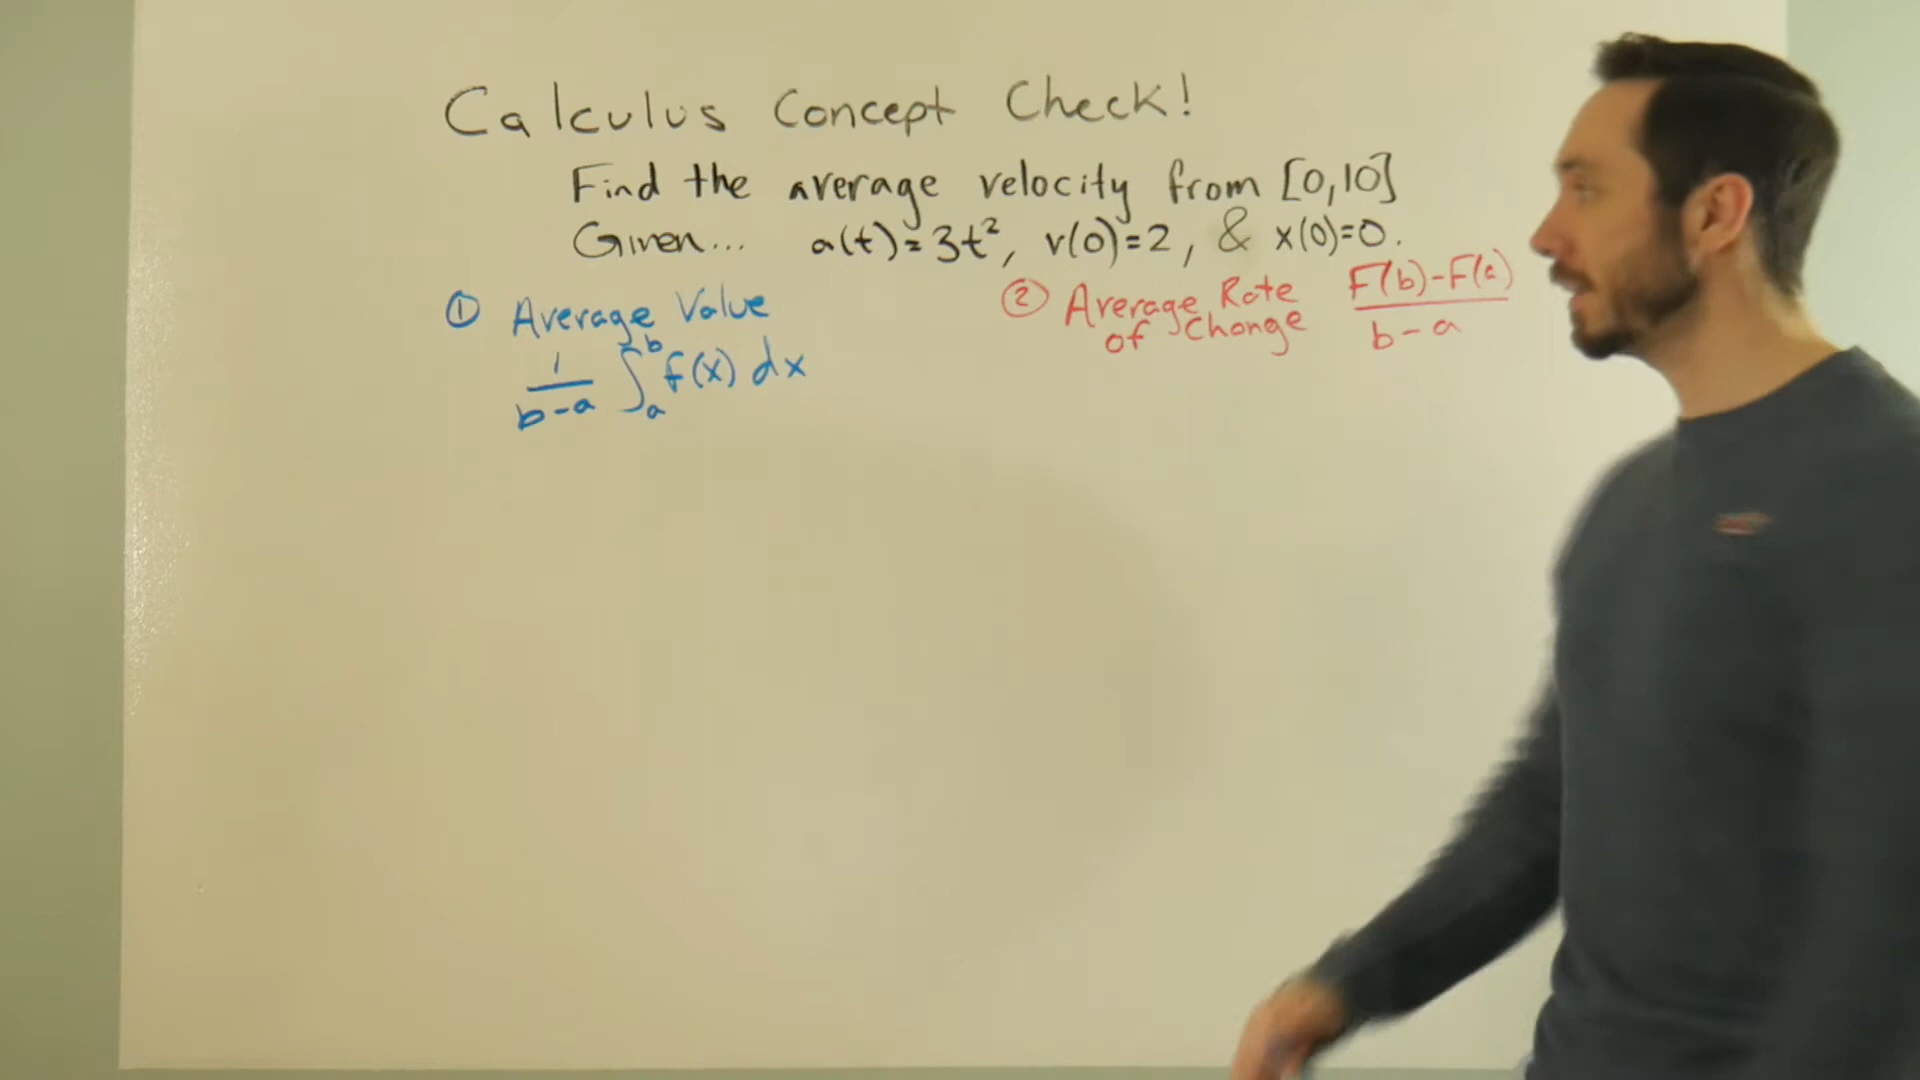 Calculus Concept Check!
Find the average velocity from [0,10]
Given... a(t)=3t², v(0)=2, & x(0)=0.
① Average Value
1/(b-a) ∫_a^b f(x) dx
② Average Rate of Change
F(b)-F(a)
b-a